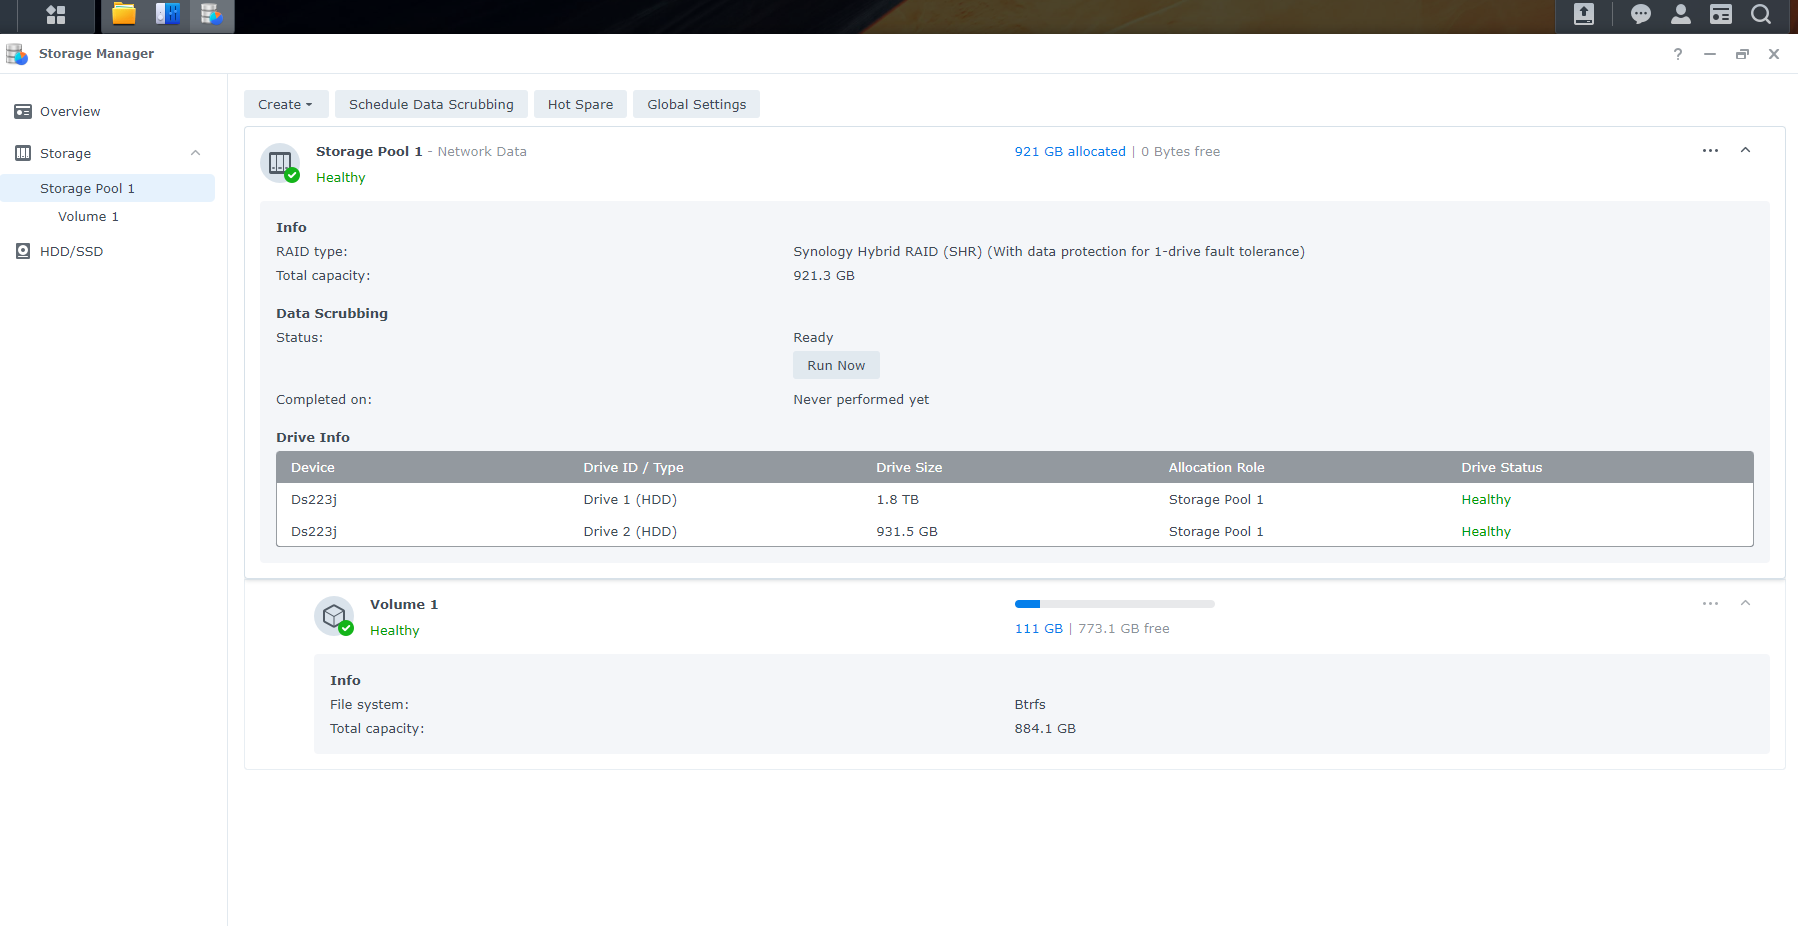 Storage Manager
?
Overview
Storage
Storage Pool 1
Volume 1
HDD/SSD
Create
Schedule Data Scrubbing
Hot Spare
Global Settings
Storage Pool 1 - Network Data
921 GB allocated | 0 Bytes free
Healthy
Info
RAID type: Synology Hybrid RAID (SHR) (With data protection for 1-drive fault tolerance)
Total capacity: 921.3 GB
Data Scrubbing
Status: Ready
Run Now
Completed on: Never performed yet
Drive Info
Device Drive ID / Type Drive Size Allocation Role Drive Status
Ds223j Drive 1 (HDD) 1.8 TB Storage Pool 1 Healthy
Ds223j Drive 2 (HDD) 931.5 GB Storage Pool 1 Healthy
Volume 1
Healthy
111 GB | 773.1 GB free
Info
File system: Btrfs
Total capacity: 884.1 GB